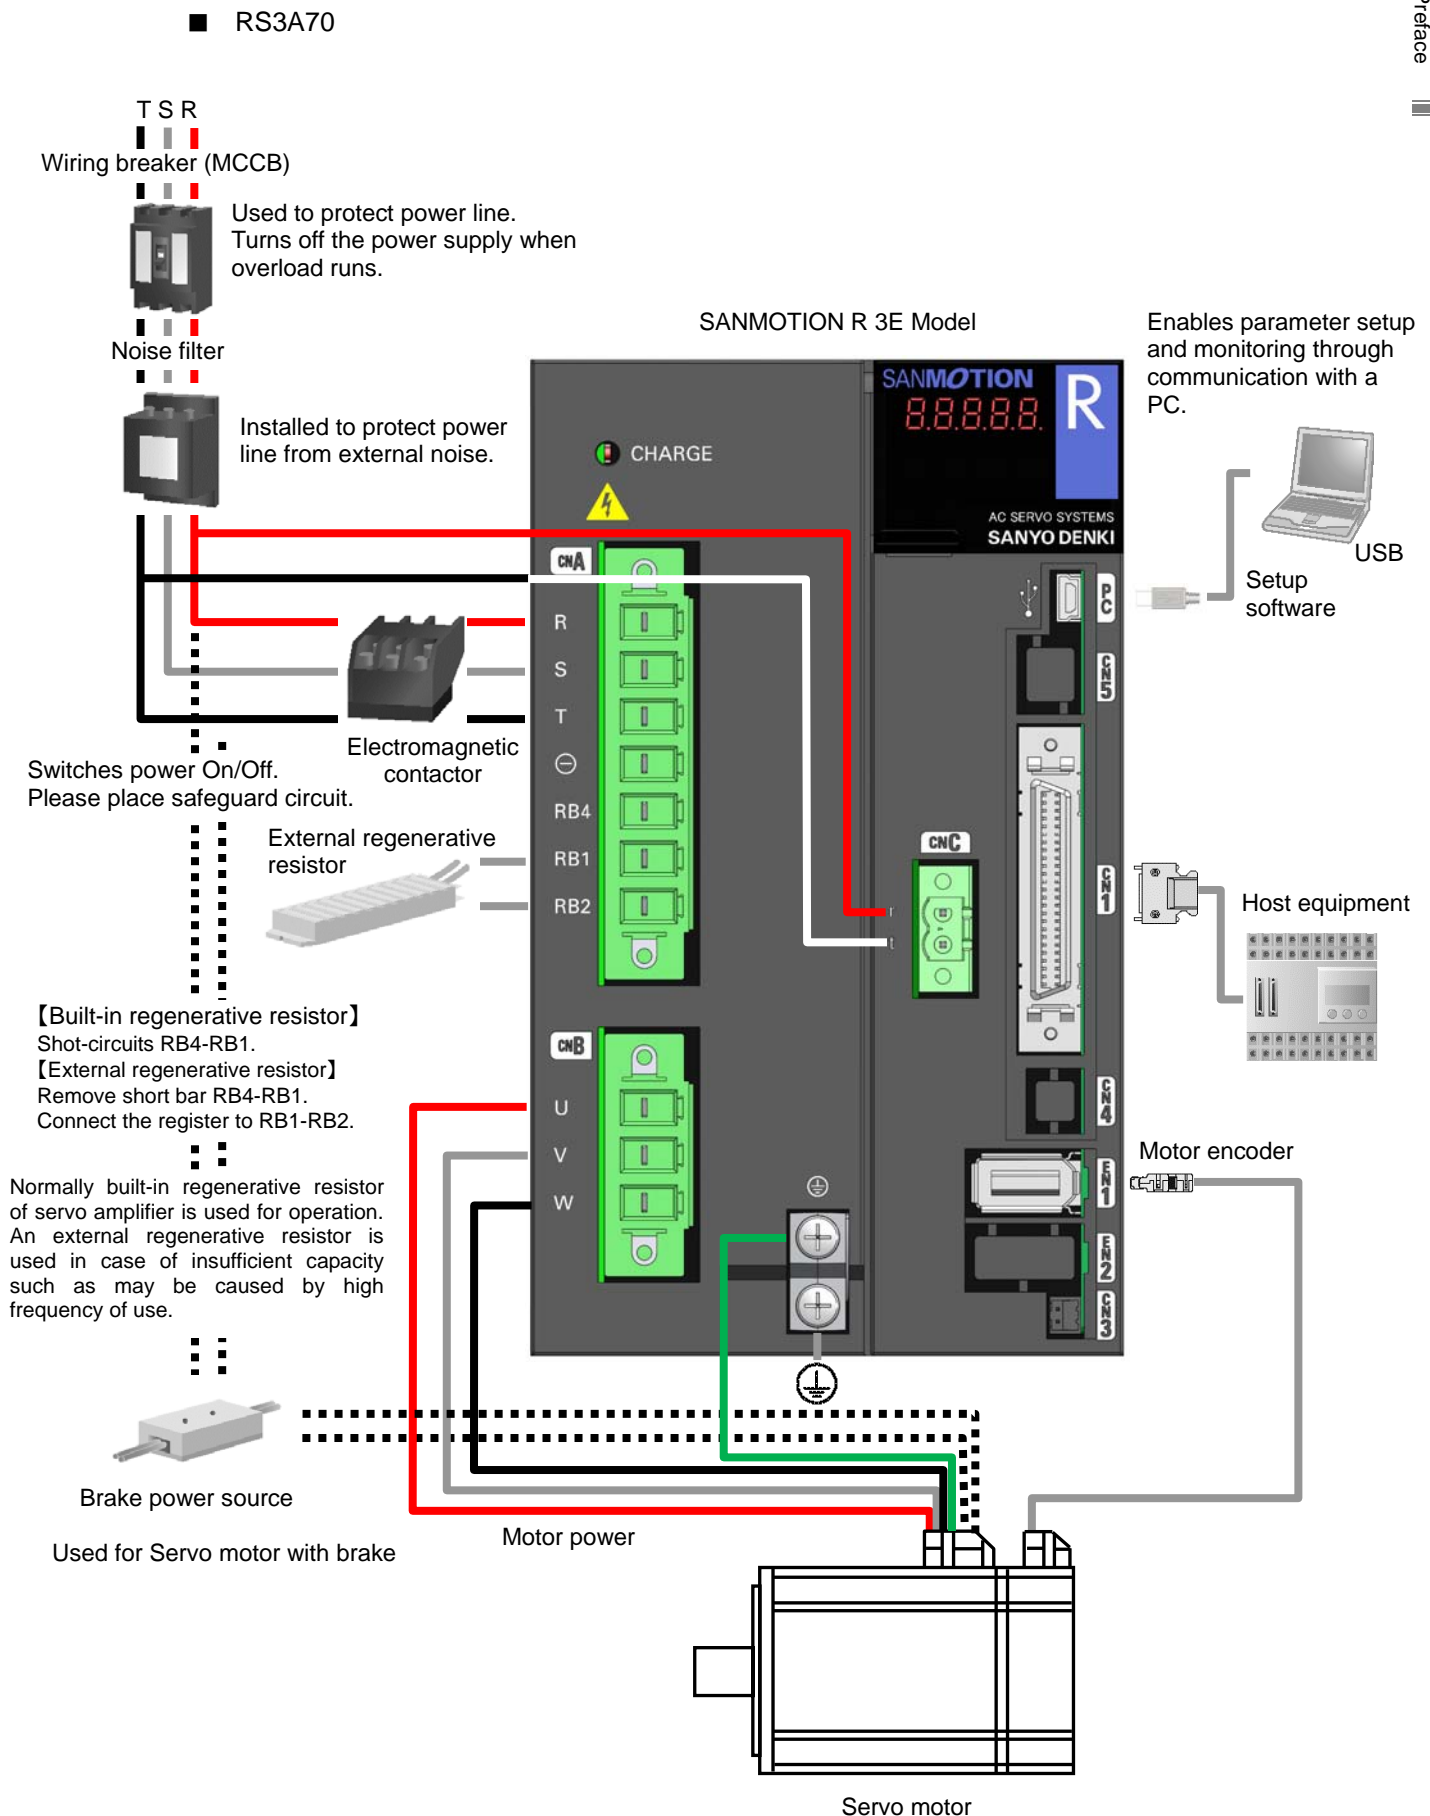 Preface
■ RS3A70
T S R
Wiring breaker (MCCB)
Used to protect power line.
Turns off the power supply when
overload runs.
Noise filter
Installed to protect power
line from external noise.
SANMOTION R 3E Model
Enables parameter setup
and monitoring through
communication with a
PC.
SANMOTION
R
8.8.8.8.8.
CHARGE
AC SERVO SYSTEMS
SANYO DENKI
USB
Setup
software
CNA
R
S
T
⊖
RB4
RB1
RB2
PC
CN5
CN1
CN4
EN1
EN2
CN3
CNC
Electromagnetic
contactor
Switches power On/Off.
Please place safeguard circuit.
External regenerative
resistor
Host equipment
【Built-in regenerative resistor】
Shot-circuits RB4-RB1.
【External regenerative resistor】
Remove short bar RB4-RB1.
Connect the register to RB1-RB2.
CNB
U
V
W
Motor encoder
Normally built-in regenerative resistor
of servo amplifier is used for operation.
An external regenerative resistor is
used in case of insufficient capacity
such as may be caused by high
frequency of use.
Brake power source
Used for Servo motor with brake
Motor power
Servo motor